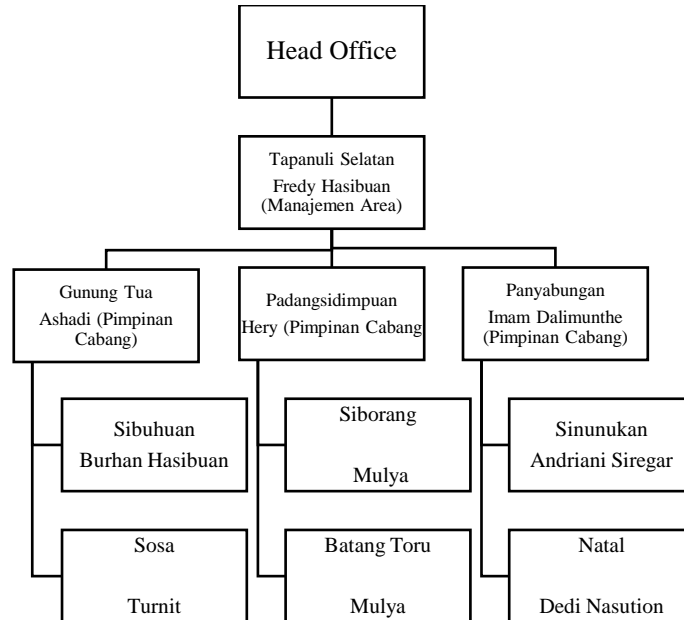 Head Office
Tapanuli Selatan
Fredy Hasibuan
(Manajemen Area)
Gunung Tua
Ashadi (Pimpinan
Cabang)
Padangsidimpuan
Hery (Pimpinan Cabang
Panyabungan
Imam Dalimunthe
(Pimpinan Cabang)
Sibuhuan
Burhan Hasibuan
Siborang
Mulya
Sinunukan
Andriani Siregar
Sosa
Turnit
Batang Toru
Mulya
Natal
Dedi Nasution